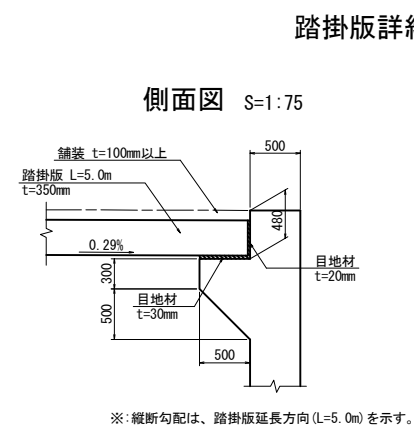 踏掛版詳細
側面図 S=1:75
舗装 t=100mm以上
500
踏掛版 L=5.0m
t=350mm
480
0.29%
目地材
t=20mm
300
目地材
t=30mm
500
500
※:縦断勾配は、踏掛版延長方向(L=5.0m)を示す。